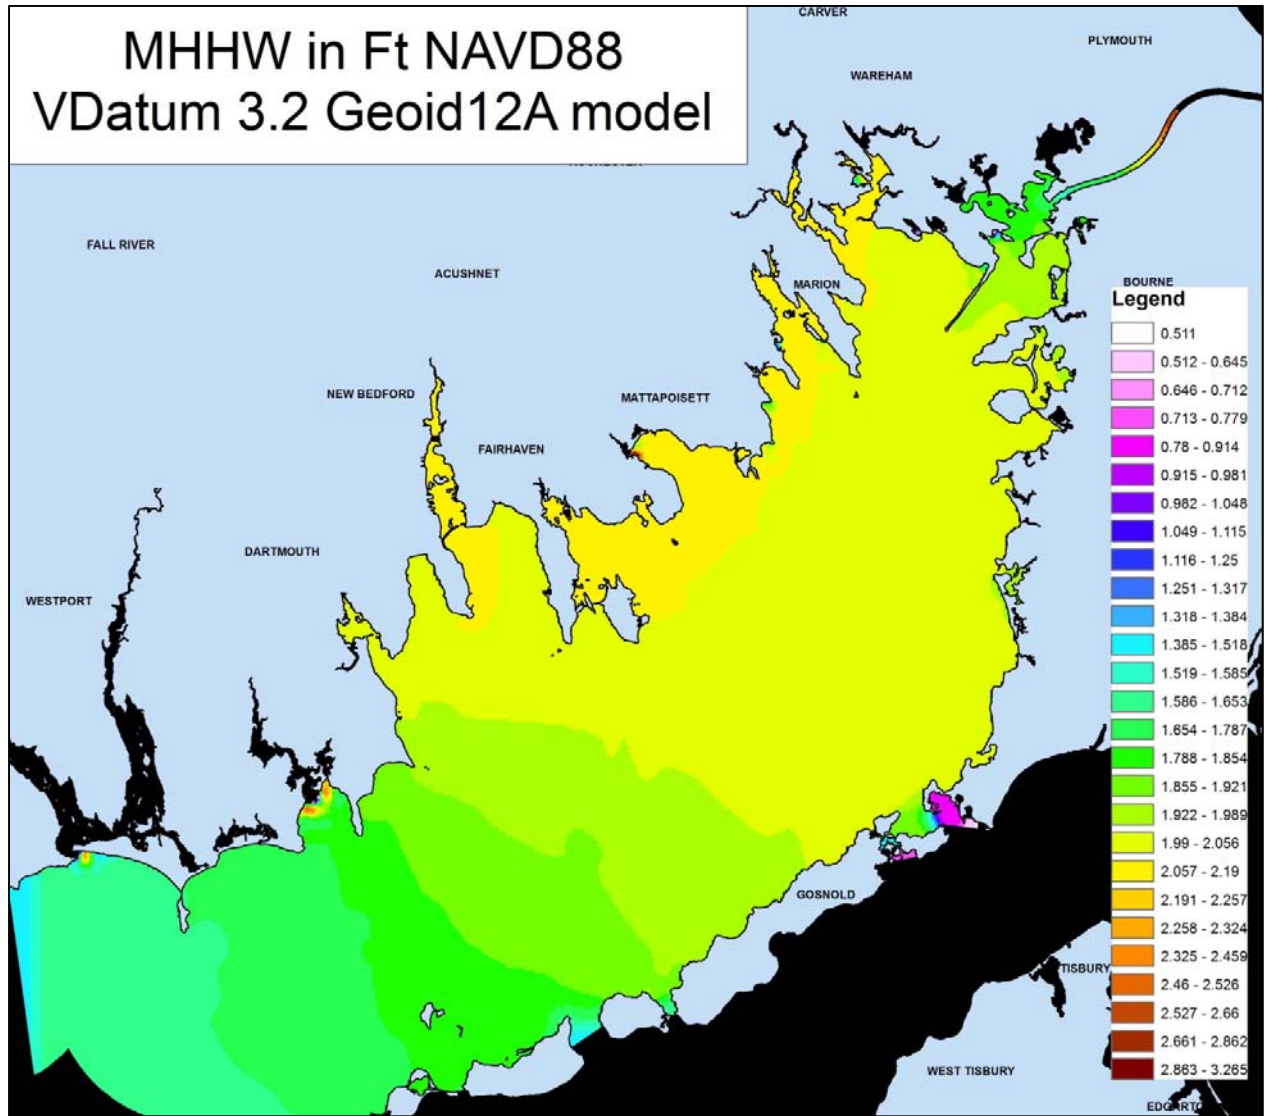 MHHW in Ft NAVD88
VDatum 3.2 Geoid12A model
CARVER
PLYMOUTH
WAREHAM
FALL RIVER
ACUSHNET
MARION
BOURNE
NEW BEDFORD
MATTAPOISETT
FAIRHAVEN
DARTMOUTH
WESTPORT
GOSNOLD
TISBURY
WEST TISBURY
Legend
0.511
0.512 - 0.645
0.646 - 0.712
0.713 - 0.779
0.78 - 0.914
0.915 - 0.981
0.982 - 1.048
1.049 - 1.115
1.116 - 1.25
1.251 - 1.317
1.318 - 1.384
1.385 - 1.518
1.519 - 1.585
1.586 - 1.653
1.654 - 1.787
1.788 - 1.854
1.855 - 1.921
1.922 - 1.989
1.99 - 2.056
2.057 - 2.19
2.191 - 2.257
2.258 - 2.324
2.325 - 2.459
2.46 - 2.526
2.527 - 2.66
2.661 - 2.862
2.863 - 3.265